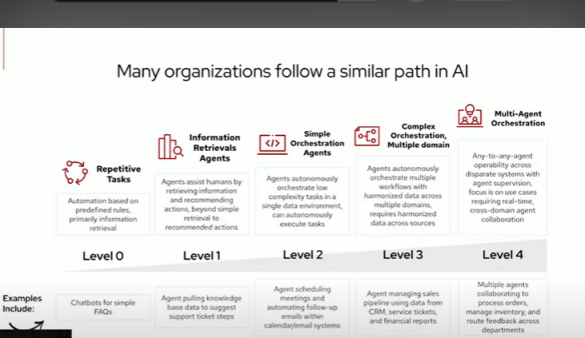 Many organizations follow a similar path in AI
Repetitive
Tasks
Automation based on
predefined rules,
primarily information
retrieval
Information
Retrievals
Agents
Agents assist humans by
retrieving information
and recommending
actions, beyond simple
retrieval to
recommended actions
Simple
Orchestration
Agents
Agents autonomously
orchestrate low
complexity tasks in a
single data environment,
can autonomously
execute tasks
Complex
Orchestration,
Multiple domain
Agents autonomously
orchestrate multiple
workflows with
harmonized data across
multiple domains,
requires harmonized
data across sources
Multi-Agent
Orchestration
Any-to-any-agent
operability across
disparate systems with
agent supervision,
focus is on use cases
requiring real-time,
cross-domain agent
collaboration
Level 0
Level 1
Level 2
Level 3
Level 4
Examples
Include:
Chatbots for simple
FAQs
Agent pulling knowledge
base data to suggest
support ticket steps
Agent scheduling
meetings and
automating follow-up
emails within
calendar/email systems
Agent managing sales
pipeline using data from
CRM, service tickets,
and financial reports
Multiple agents
collaborating to
process orders,
manage inventory, and
route feedback across
departments